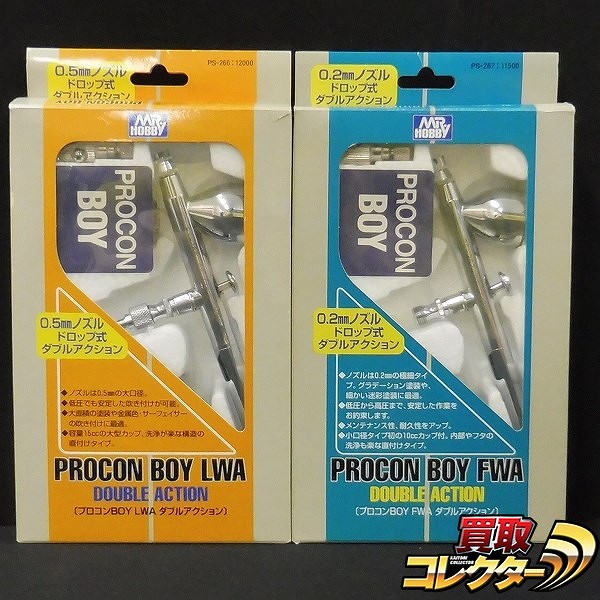 PS-266:12000
0.5mmノズル
ドロップ式
ダブルアクション
MR HOBBY
PROCON
BOY
0.5mmノズル
ドロップ式
ダブルアクション
●ノズルは0.5mmの大口径。
●低圧でも安定した吹き付けが可能。
●大面積の塗装や金属色・サーフェイサー
の吹き付けに最適。
●容量15ccの大型カップ、洗浄が楽な構造の
直付けタイプ。
PROCON BOY LWA
DOUBLE ACTION
〔プロコンBOY LWA ダブルアクション〕
PS-267:11500
0.2mmノズル
ドロップ式
ダブルアクション
MR HOBBY
PROCON
BOY
0.2mmノズル
ドロップ式
ダブルアクション
●ノズルは0.2mmの極細タイ
プ。グラデーション塗装や、
細かい迷彩塗装に最適。
●低圧から高圧まで、安定した作業を
お約束します。
●メンテナンス性、耐久性をアップ。
●小口径タイプ初の10ccカップ付。内部やフタの
洗浄も楽な直付けタイプ。
PROCON BOY FWA
DOUBLE ACTION
〔プロコンBOY FWA ダブルアクション〕
買取
KAITORI COLLECTOR
コレクター